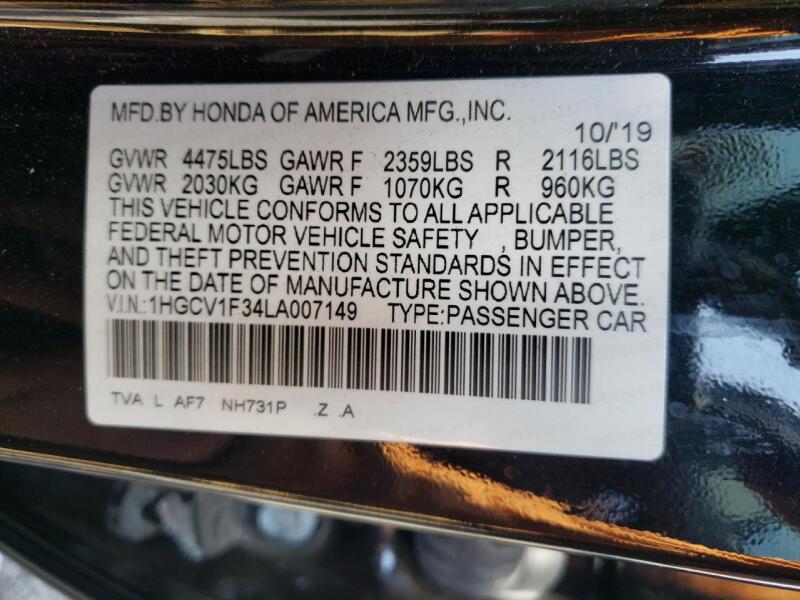 MFD.BY HONDA OF AMERICA MFG.,INC.
10/'19
GVWR 4475LBS GAWR F 2359LBS R 2116LBS
GVWR 2030KG GAWR F 1070KG R 960KG
THIS VEHICLE CONFORMS TO ALL APPLICABLE
FEDERAL MOTOR VEHICLE SAFETY , BUMPER,
AND THEFT PREVENTION STANDARDS IN EFFECT
ON THE DATE OF MANUFACTURE SHOWN ABOVE.
V.I.N.:1HGCV1F34LA007149 TYPE:PASSENGER CAR
TVA L AF7 NH731P .Z .A